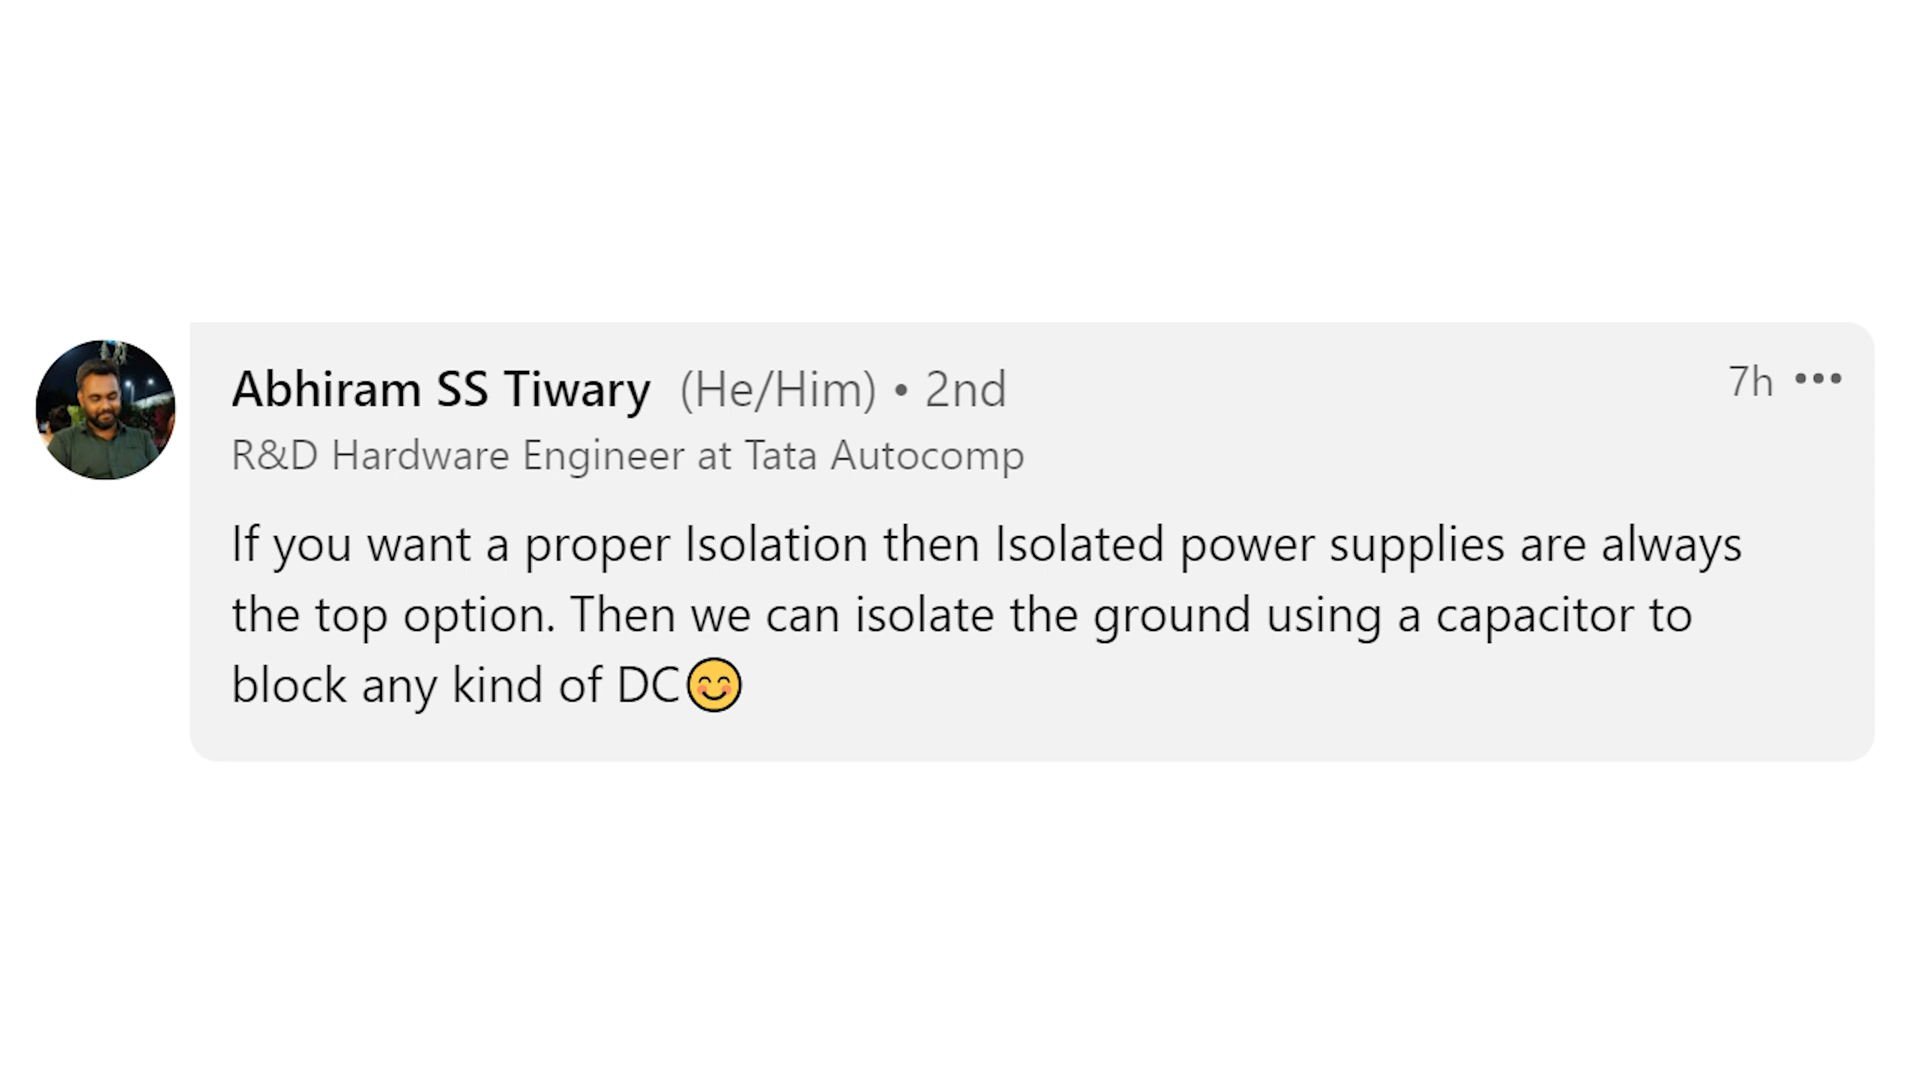 Abhiram SS Tiwary (He/Him) • 2nd 7h •••
R&D Hardware Engineer at Tata Autocomp
If you want a proper Isolation then Isolated power supplies are always
the top option. Then we can isolate the ground using a capacitor to
block any kind of DC😊